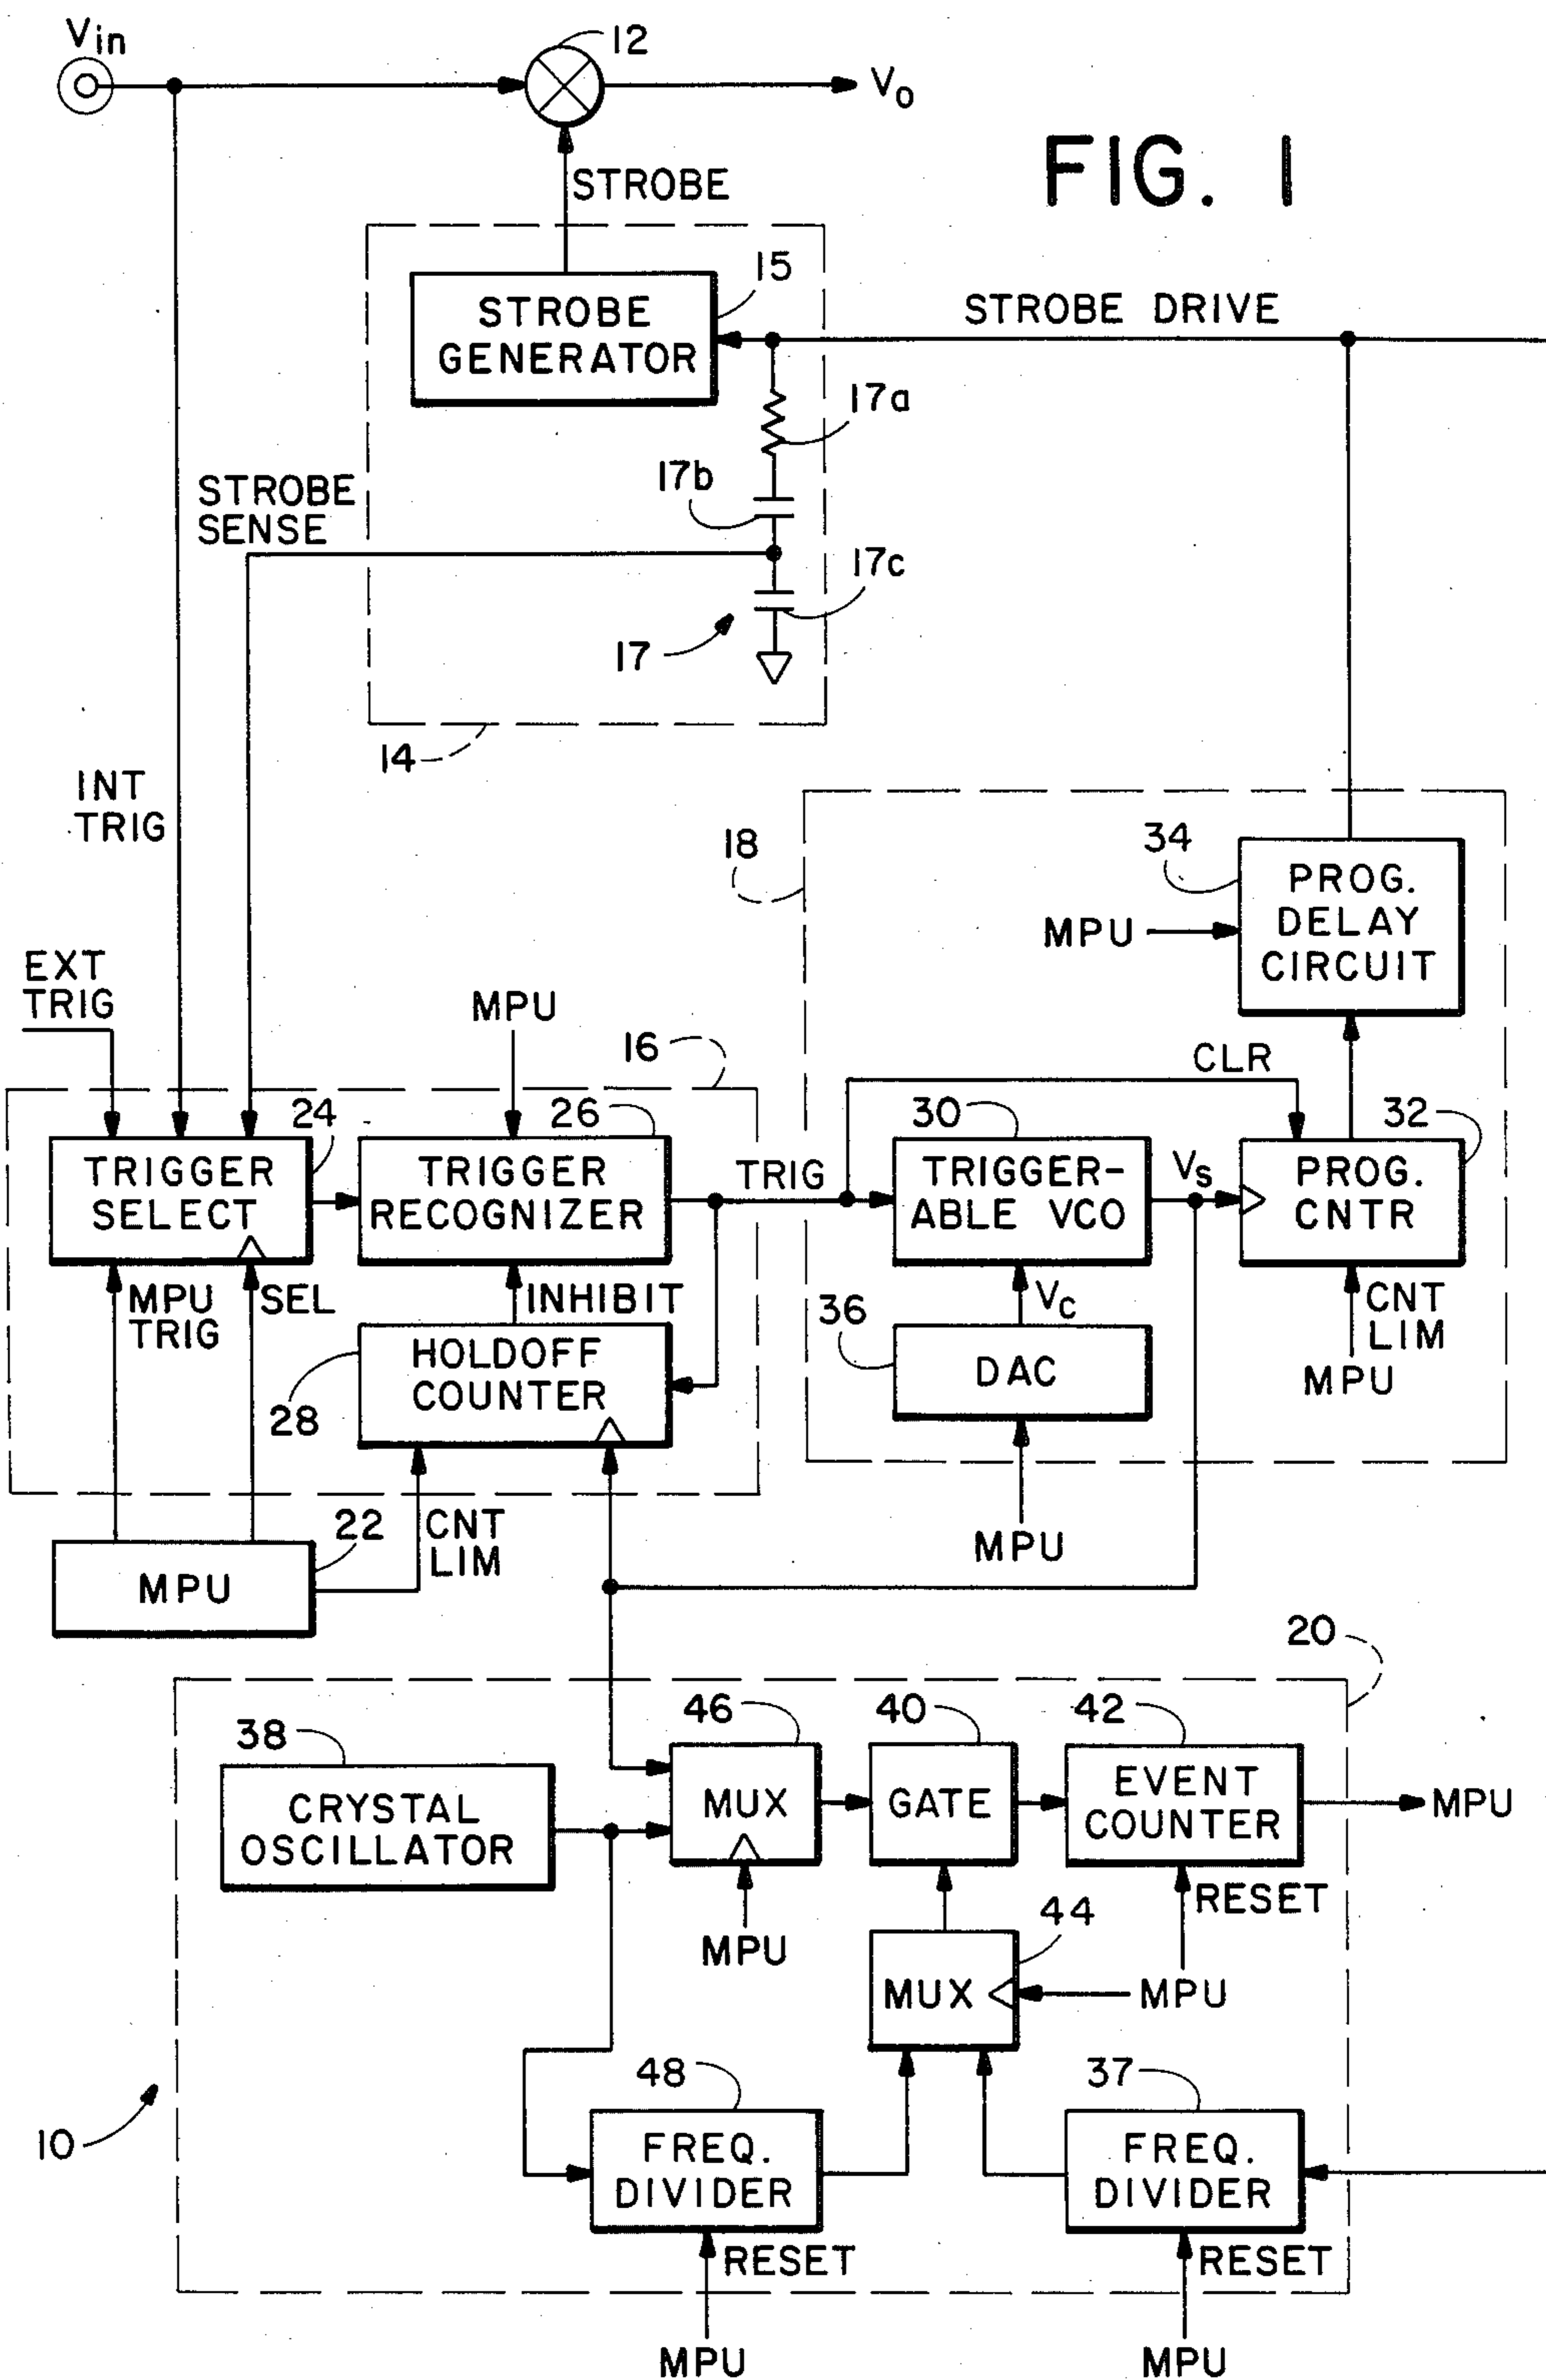 Vin
12
Vo
FIG. 1
STROBE
15
STROBE GENERATOR
STROBE DRIVE
17a
17b
STROBE SENSE
17c
17
14
INT TRIG
18
34
PROG. DELAY CIRCUIT
MPU
EXT TRIG
MPU
16
CLR
24
26
30
32
TRIGGER SELECT
TRIGGER RECOGNIZER
TRIG
TRIGGER-
ABLE VCO
Vs
PROG. CNTR
MPU TRIG
SEL
INHIBIT
Vc
CNT LIM
MPU
36
DAC
HOLDOFF COUNTER
28
MPU
22
CNT LIM
MPU
20
38
46
40
42
CRYSTAL OSCILLATOR
MUX
GATE
EVENT COUNTER
MPU
RESET
MPU
44
MUX
MPU
48
37
10
FREQ. DIVIDER
FREQ. DIVIDER
RESET
RESET
MPU
MPU